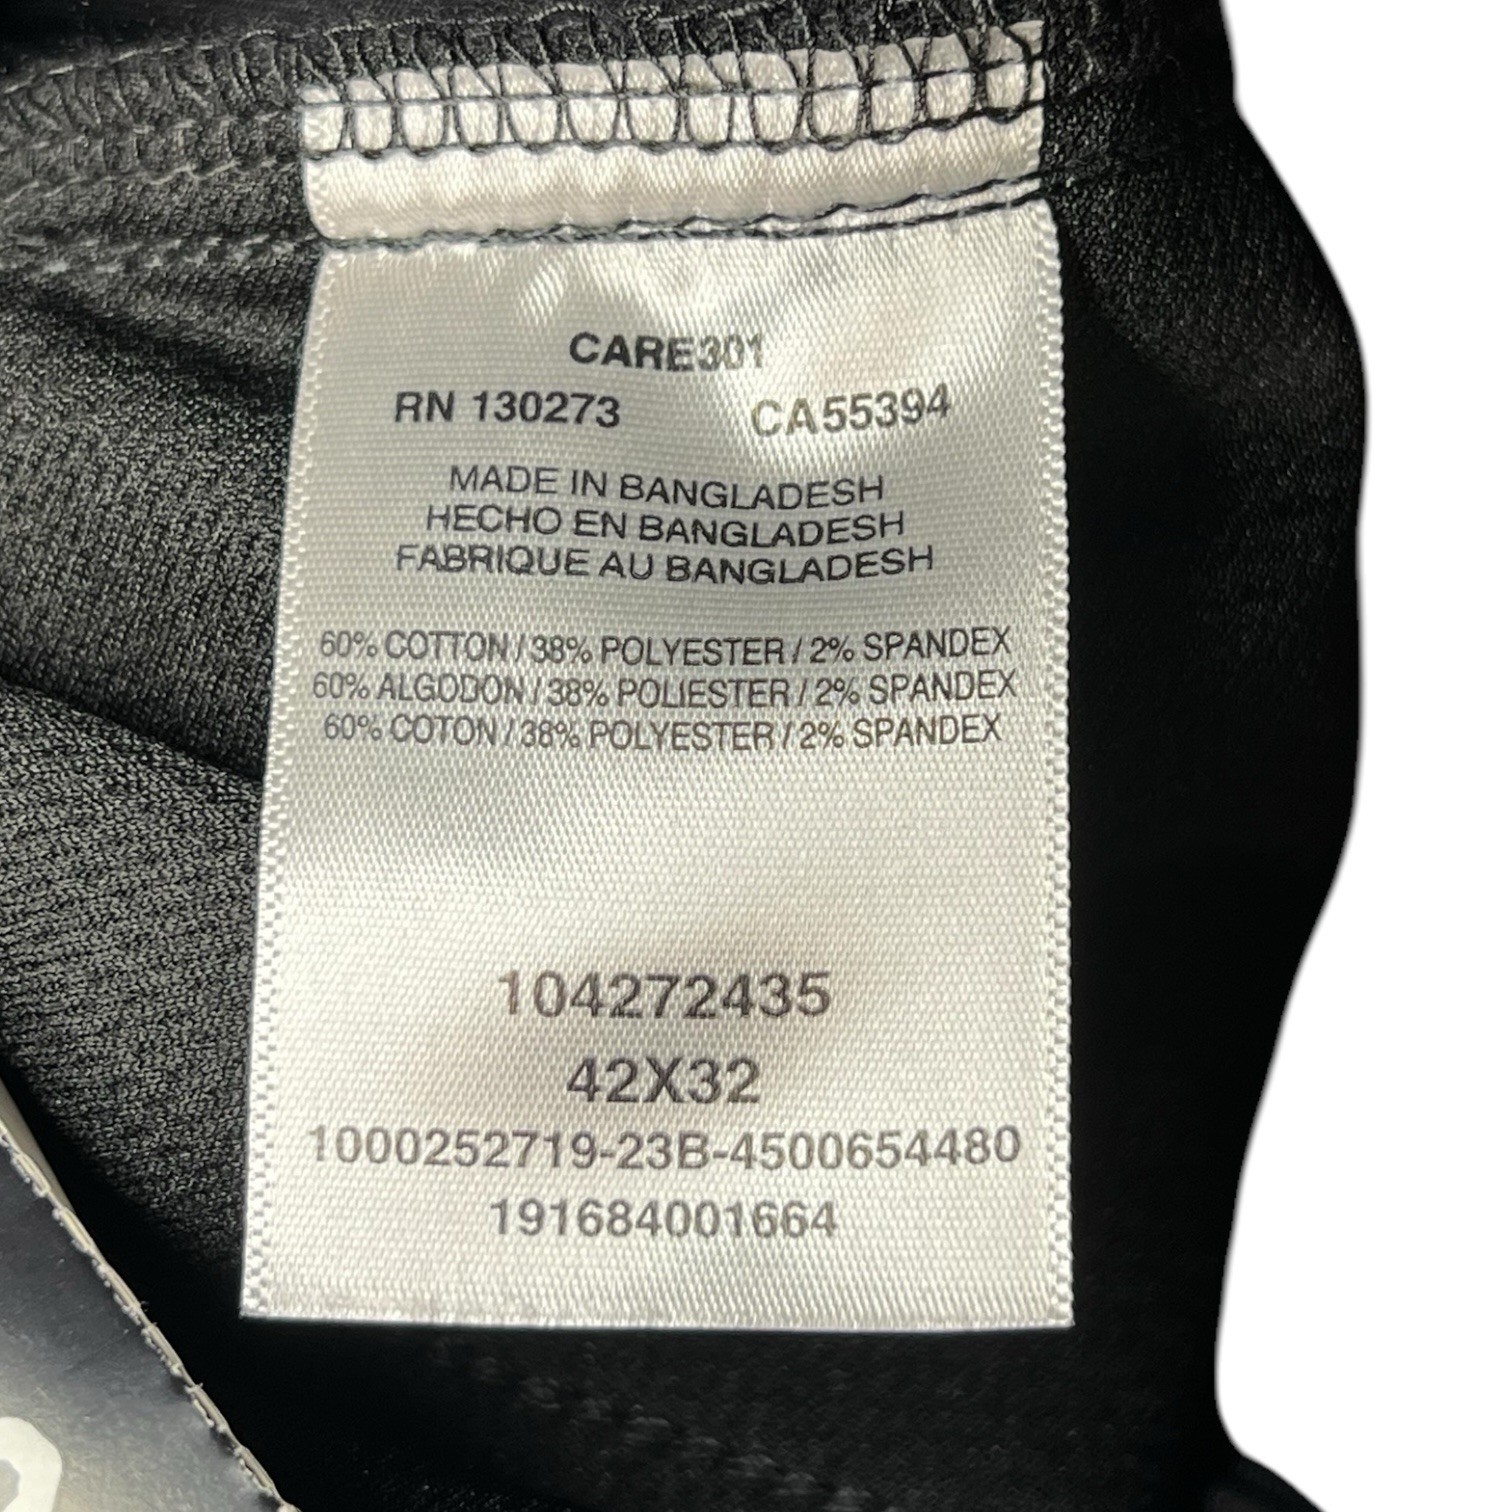 CARE301
RN 130273 CA55394
MADE IN BANGLADESH
HECHO EN BANGLADESH
FABRIQUE AU BANGLADESH
60% COTTON / 38% POLYESTER / 2% SPANDEX
60% ALGODON / 38% POLIESTER / 2% SPANDEX
60% COTON / 38% POLYESTER / 2% SPANDEX
104272435
42X32
1000252719-23B-4500654480
191684001664